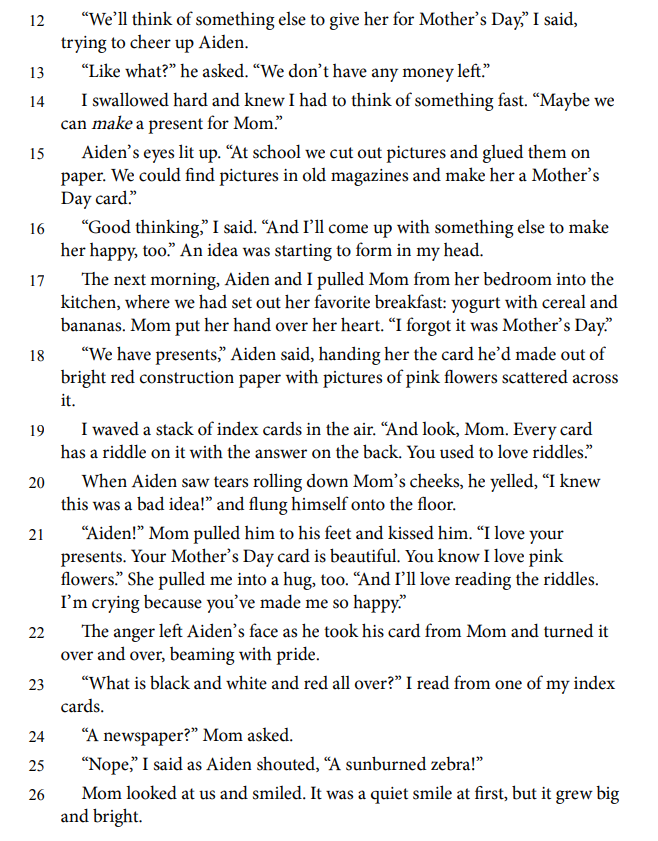 12 “We’ll think of something else to give her for Mother’s Day,” I said,
trying to cheer up Aiden.
13 “Like what?” he asked. “We don’t have any money left.”
14 I swallowed hard and knew I had to think of something fast. “Maybe we
can make a present for Mom.”
15 Aiden’s eyes lit up. “At school we cut out pictures and glued them on
paper. We could find pictures in old magazines and make her a Mother’s
Day card.”
16 “Good thinking,” I said. “And I’ll come up with something else to make
her happy, too.” An idea was starting to form in my head.
17 The next morning, Aiden and I pulled Mom from her bedroom into the
kitchen, where we had set out her favorite breakfast: yogurt with cereal and
bananas. Mom put her hand over her heart. “I forgot it was Mother’s Day.”
18 “We have presents,” Aiden said, handing her the card he’d made out of
bright red construction paper with pictures of pink flowers scattered across
it.
19 I waved a stack of index cards in the air. “And look, Mom. Every card
has a riddle on it with the answer on the back. You used to love riddles.”
20 When Aiden saw tears rolling down Mom’s cheeks, he yelled, “I knew
this was a bad idea!” and flung himself onto the floor.
21 “Aiden!” Mom pulled him to his feet and kissed him. “I love your
presents. Your Mother’s Day card is beautiful. You know I love pink
flowers.” She pulled me into a hug, too. “And I’ll love reading the riddles.
I’m crying because you’ve made me so happy.”
22 The anger left Aiden’s face as he took his card from Mom and turned it
over and over, beaming with pride.
23 “What is black and white and red all over?” I read from one of my index
cards.
24 “A newspaper?” Mom asked.
25 “Nope,” I said as Aiden shouted, “A sunburned zebra!”
26 Mom looked at us and smiled. It was a quiet smile at first, but it grew big
and bright.